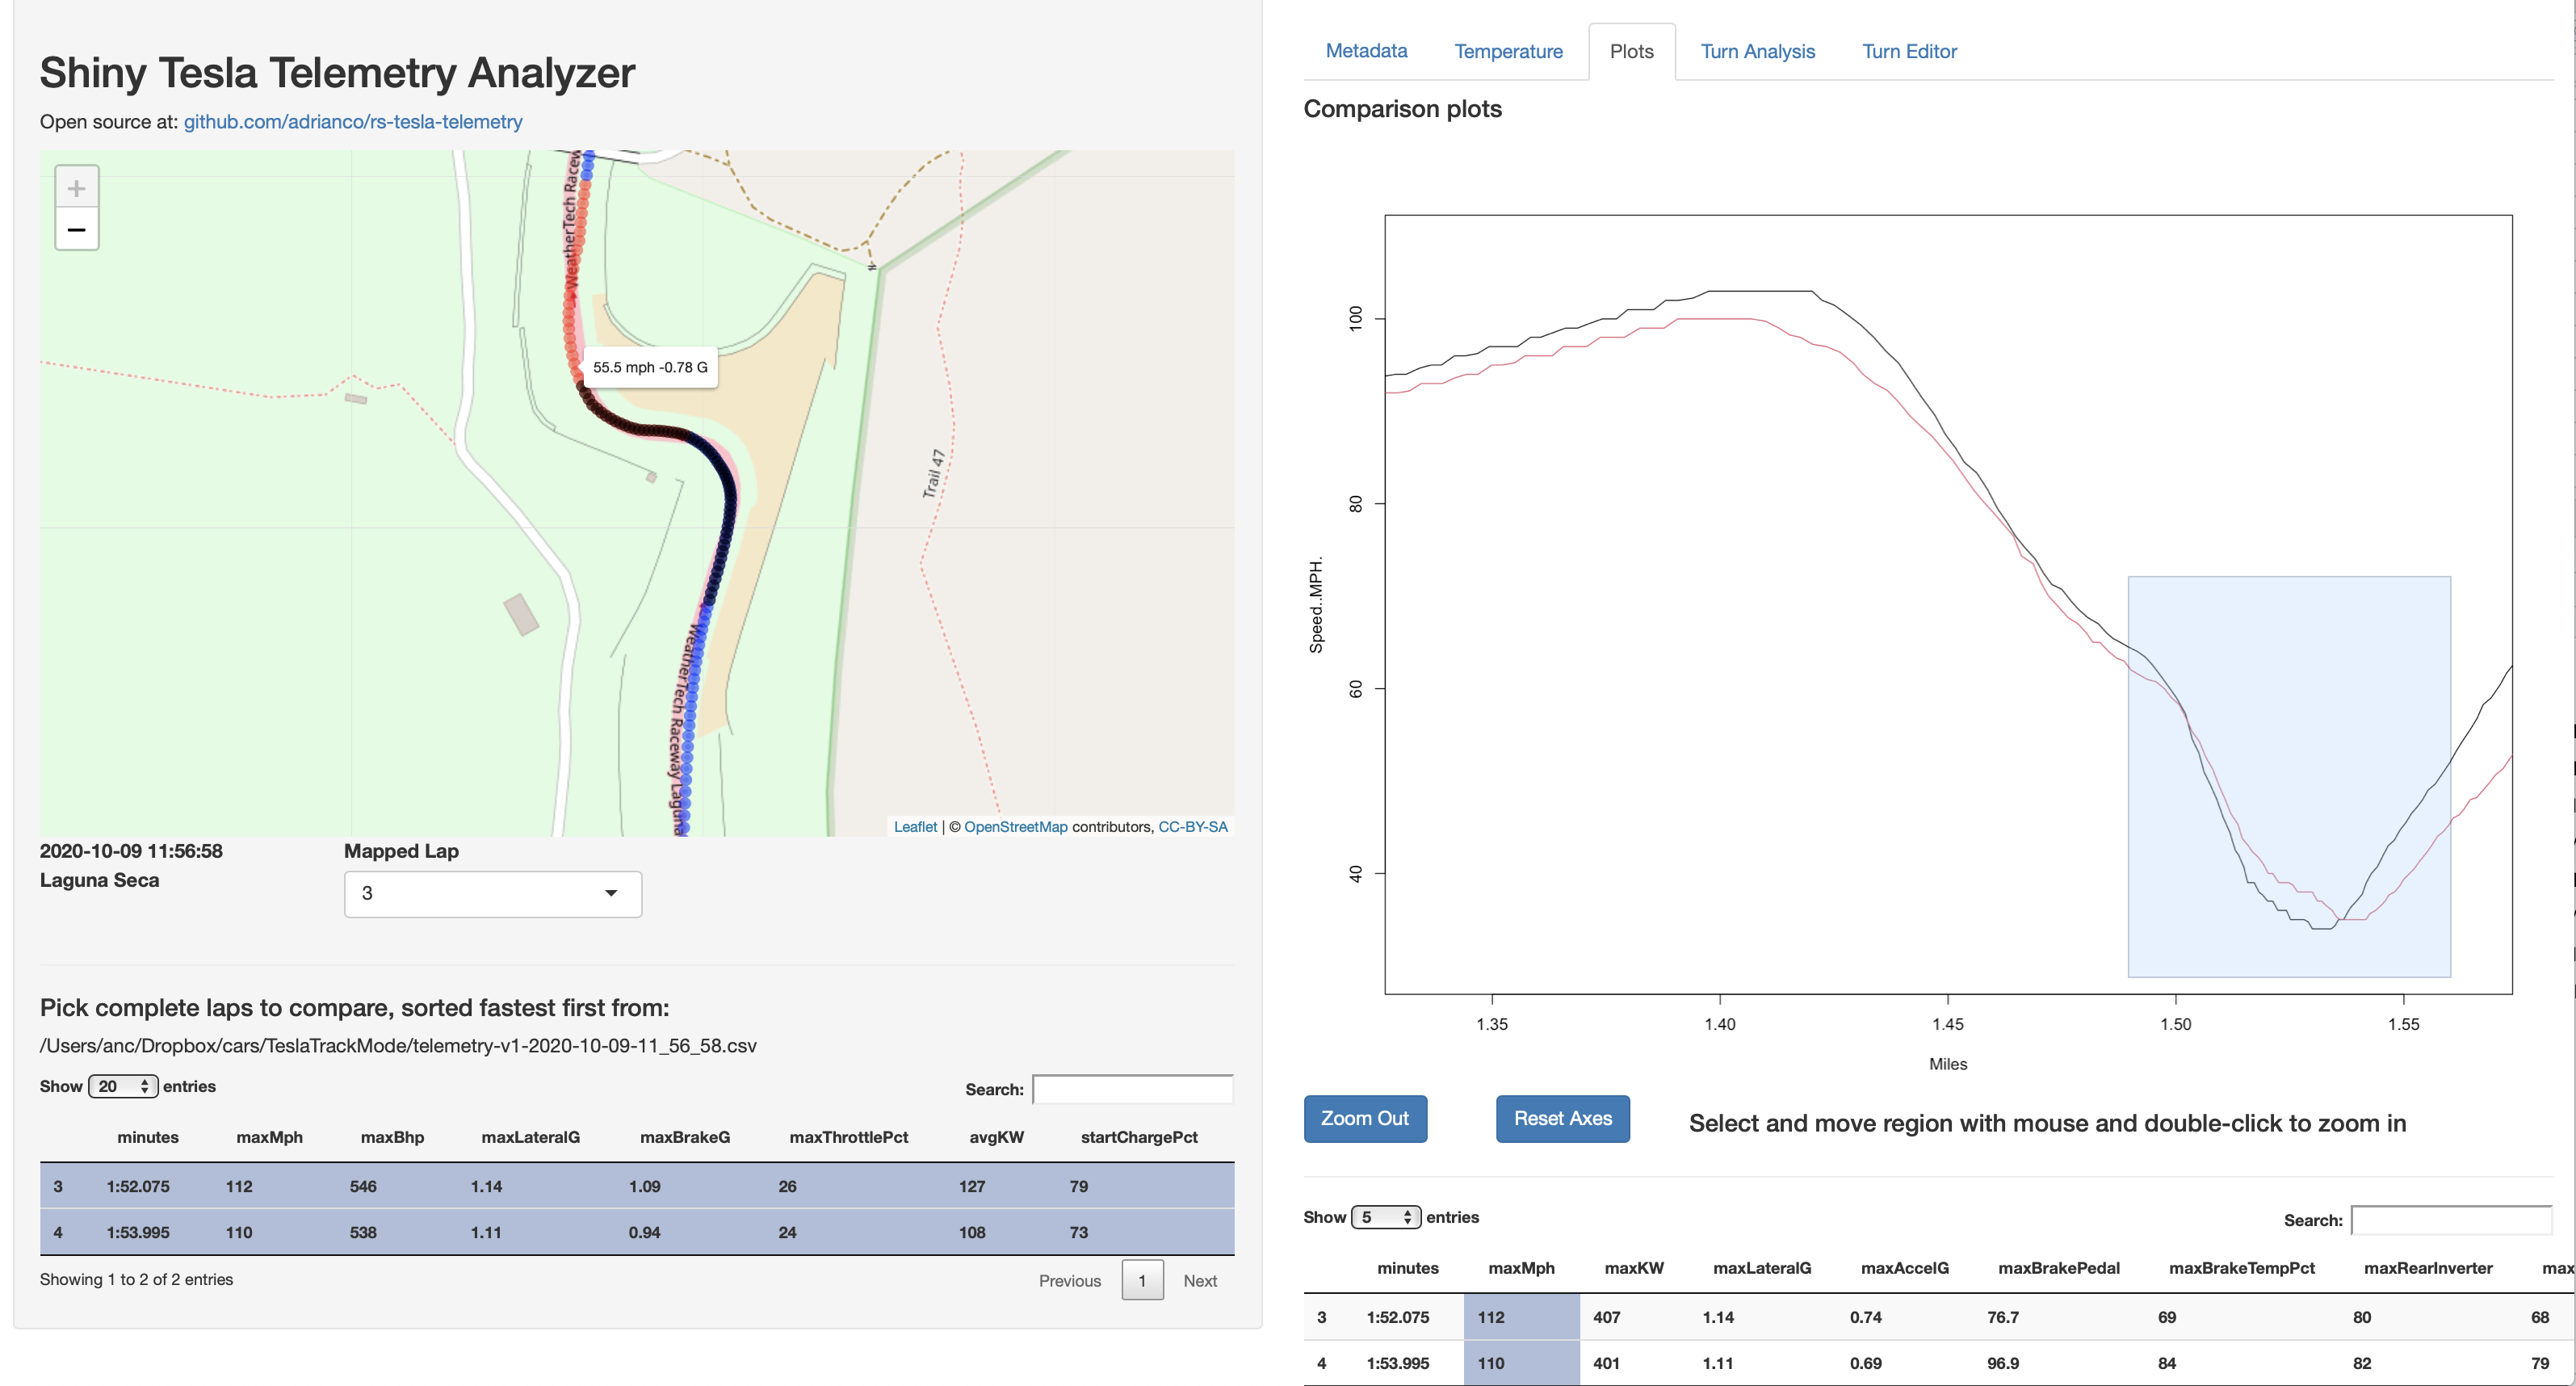 Shiny Tesla Telemetry Analyzer
Open source at: github.com/adrianco/rs-tesla-telemetry
+
−
WeatherTech Racew
55.5 mph -0.78 G
Trail 47
WeatherTech Raceway Laguna
Leaflet | © OpenStreetMap contributors, CC-BY-SA
2020-10-09 11:56:58
Laguna Seca
Mapped Lap
3
Pick complete laps to compare, sorted fastest first from:
/Users/anc/Dropbox/cars/TeslaTrackMode/telemetry-v1-2020-10-09-11_56_58.csv
Show 20 entries
Search:
minutes maxMph maxBhp maxLateralG maxBrakeG maxThrottlePct avgKW startChargePct
3 1:52.075 112 546 1.14 1.09 26 127 79
4 1:53.995 110 538 1.11 0.94 24 108 73
Showing 1 to 2 of 2 entries
Previous 1 Next
Metadata Temperature Plots Turn Analysis Turn Editor
Comparison plots
Speed..MPH.
100
80
60
40
1.35 1.40 1.45 1.50 1.55
Miles
Zoom Out
Reset Axes
Select and move region with mouse and double-click to zoom in
Show 5 entries
Search:
minutes maxMph maxKW maxLateralG maxAccelG maxBrakePedal maxBrakeTempPct maxRearInverter max
3 1:52.075 112 407 1.14 0.74 76.7 69 80 68
4 1:53.995 110 401 1.11 0.69 96.9 84 82 79